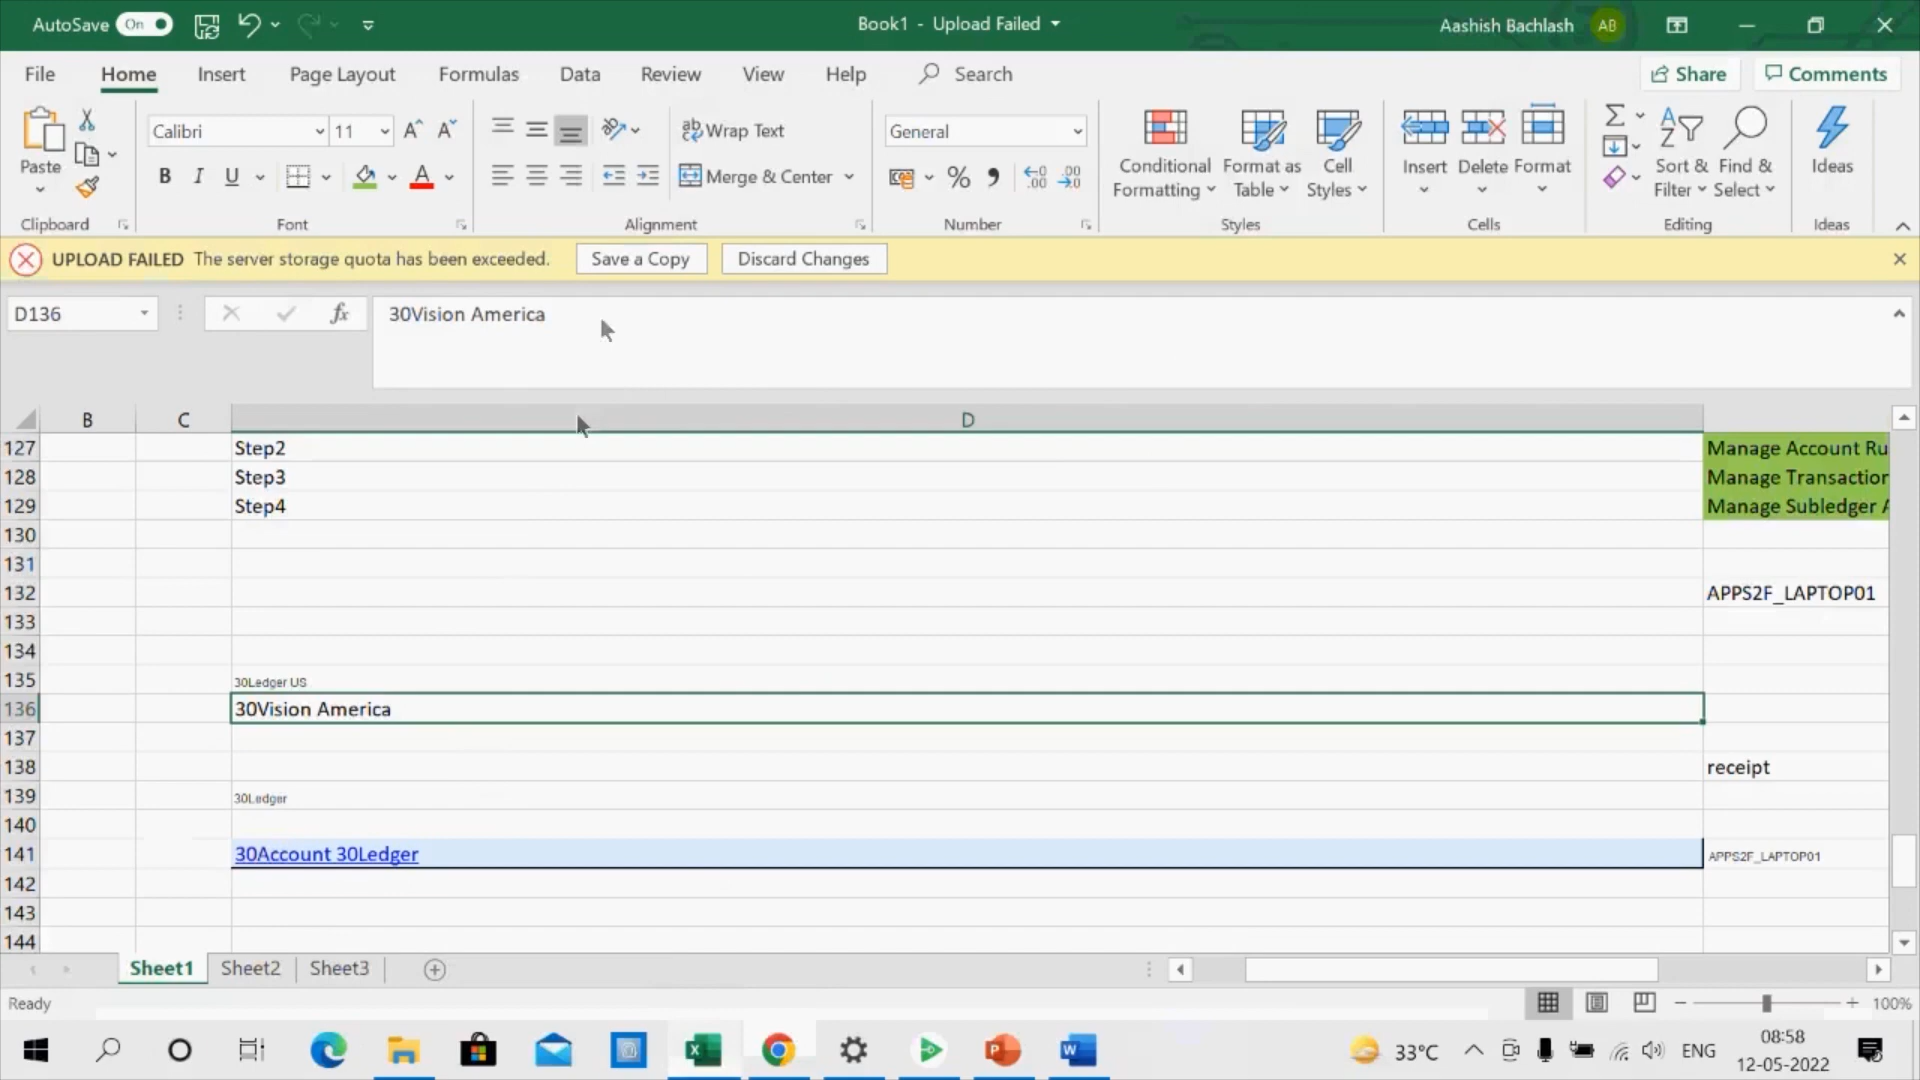 AutoSave On
Book1 - Upload Failed
Aashish Bachlash AB
File Home Insert Page Layout Formulas Data Review View Help Search Share Comments
Paste
Clipboard
Calibri 11
B I U
Font
Wrap Text
Merge & Center
Alignment
General
Number
Conditional Formatting
Format as Table
Cell Styles
Styles
Insert Delete Format
Cells
Sort & Filter
Find & Select
Editing
Ideas
Ideas
UPLOAD FAILED The server storage quota has been exceeded. Save a Copy Discard Changes
D136 fx 30Vision America
B C D
127 Step2 Manage Account Ru
128 Step3 Manage Transaction
129 Step4 Manage Subledger A
130
131
132 APPS2F_LAPTOP01
133
134
135 30Ledger US
136 30Vision America
137
138 receipt
139 30Ledger
140
141 30Account 30Ledger APPS2F_LAPTOP01
142
143
144
Sheet1 Sheet2 Sheet3
Ready 100%
33°C ENG 08:58
12-05-2022